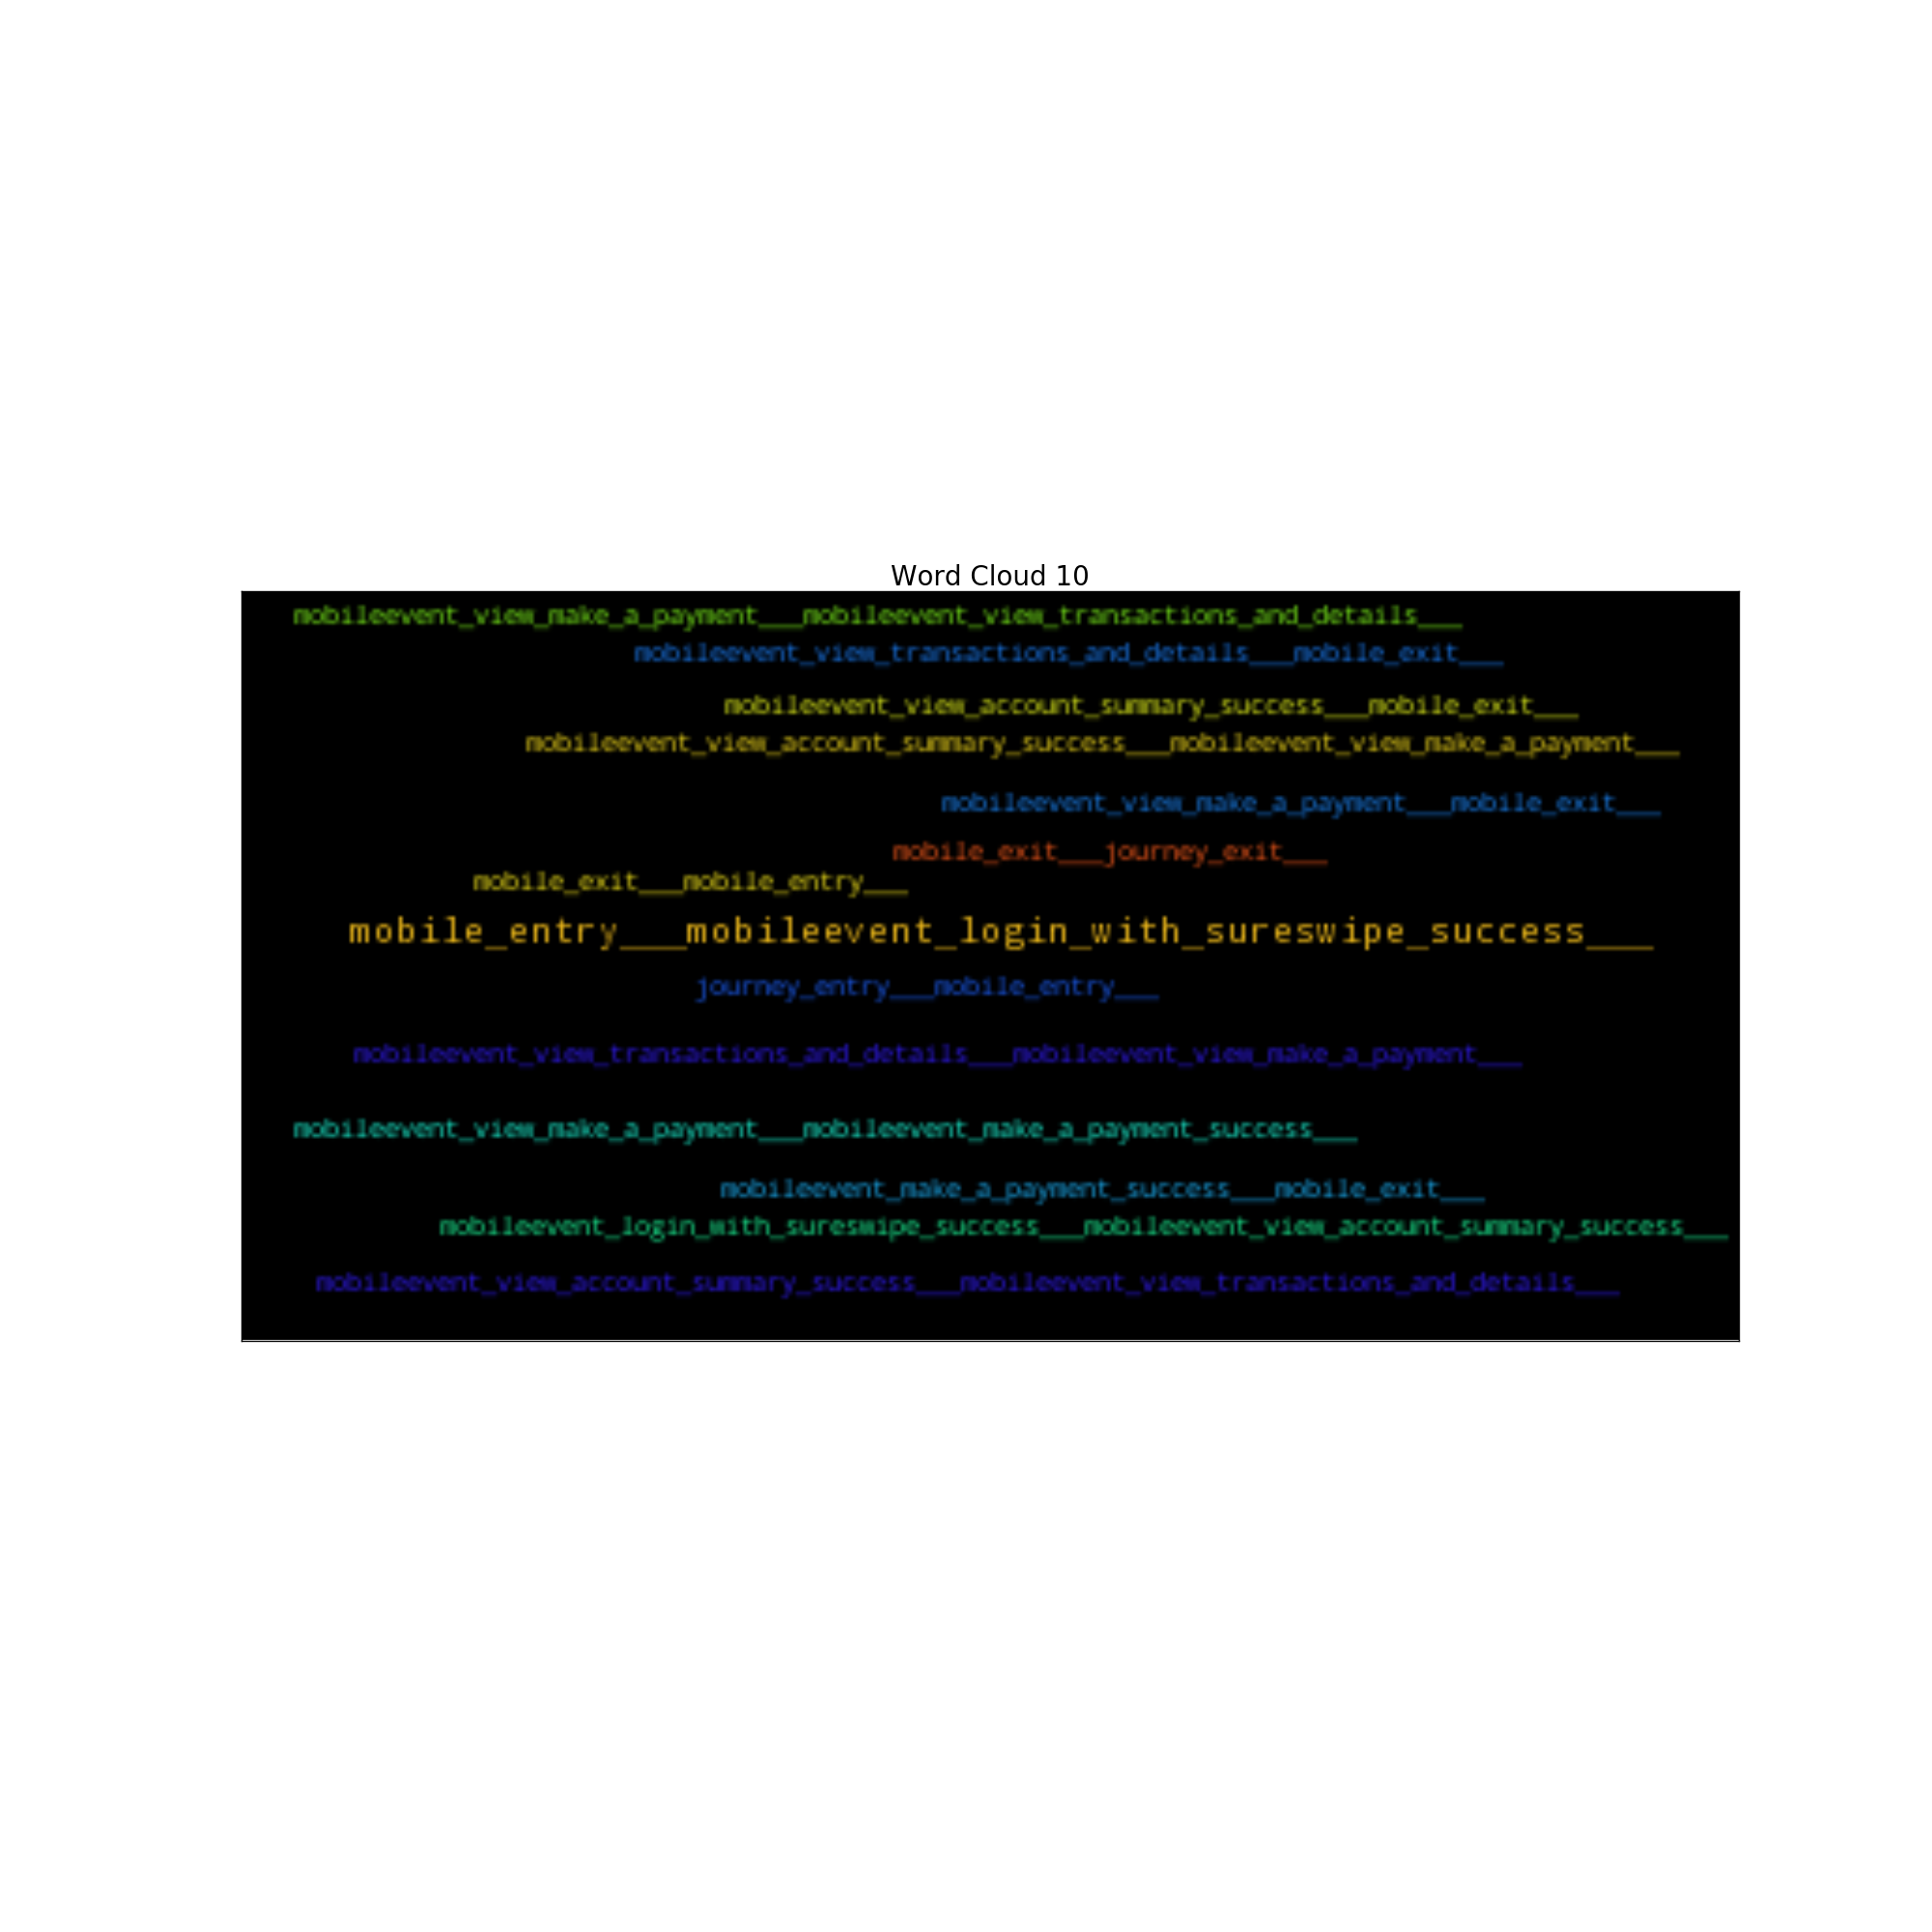 Word Cloud 10
mobileevent_view_make_a_payment___mobileevent_view_transactions_and_details___
mobileevent_view_transactions_and_details___mobile_exit___
mobileevent_view_account_summary_success___mobile_exit___
mobileevent_view_account_summary_success___mobileevent_view_make_a_payment___
mobileevent_view_make_a_payment___mobile_exit___
mobile_exit___journey_exit___
mobile_exit___mobile_entry___
mobile_entry___mobileevent_login_with_sureswipe_success___
journey_entry___mobile_entry___
mobileevent_view_transactions_and_details___mobileevent_view_make_a_payment___
mobileevent_view_make_a_payment___mobileevent_make_a_payment_success___
mobileevent_make_a_payment_success___mobile_exit___
mobileevent_login_with_sureswipe_success___mobileevent_view_account_summary_success___
mobileevent_view_account_summary_success___mobileevent_view_transactions_and_details___